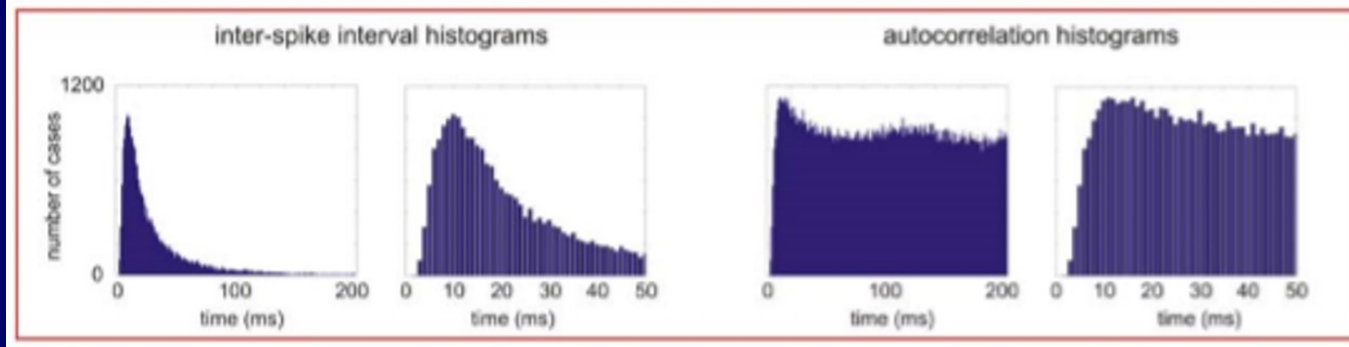 inter-spike interval histograms
autocorrelation histograms
number of cases
1200
0
0 100 200
time (ms)
0 10 20 30 40 50
time (ms)
0 100 200
time (ms)
0 10 20 30 40 50
time (ms)